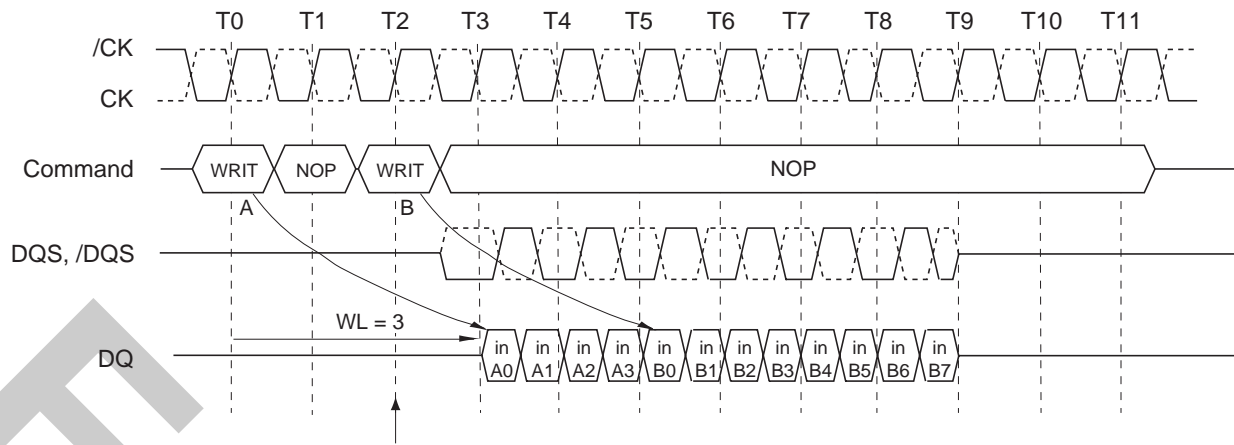 T0 T1 T2 T3 T4 T5 T6 T7 T8 T9 T10 T11
/CK
CK
Command WRIT NOP WRIT NOP
A B
DQS, /DQS
WL = 3
DQ
in in in in in in in in in in in in
A0 A1 A2 A3 B0 B1 B2 B3 B4 B5 B6 B7